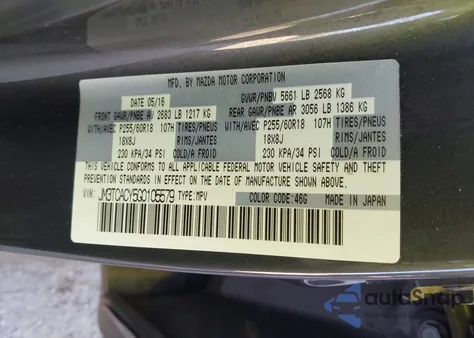 MFD. BY MAZDA MOTOR CORPORATION
DATE 05/16 GVWR/PNBV 5661 LB 2568 KG
FRONT GAWR/PNBE AV 2683 LB 1217 KG REAR GAWR/PNBE AR 3056 LB 1386 KG
WITH/AVEC P255/60R18 107H TIRES/PNEUS WITH/AVEC P255/60R18 107H TIRES/PNEUS
18X8J RIMS/JANTES 18X8J RIMS/JANTES
230 KPA/34 PSI COLD/A FROID 230 KPA/34 PSI COLD/A FROID
THIS VEHICLE CONFORMS TO ALL APPLICABLE FEDERAL MOTOR VEHICLE SAFETY
AND THEFT PREVENTION STANDARDS IN EFFECT ON THE DATE OF
MANUFACTURE SHOWN ABOVE.
VIN: JM3TCACY5G0105579 TYPE:MPV COLOR CODE:46G MADE IN JAPAN
autoSnap